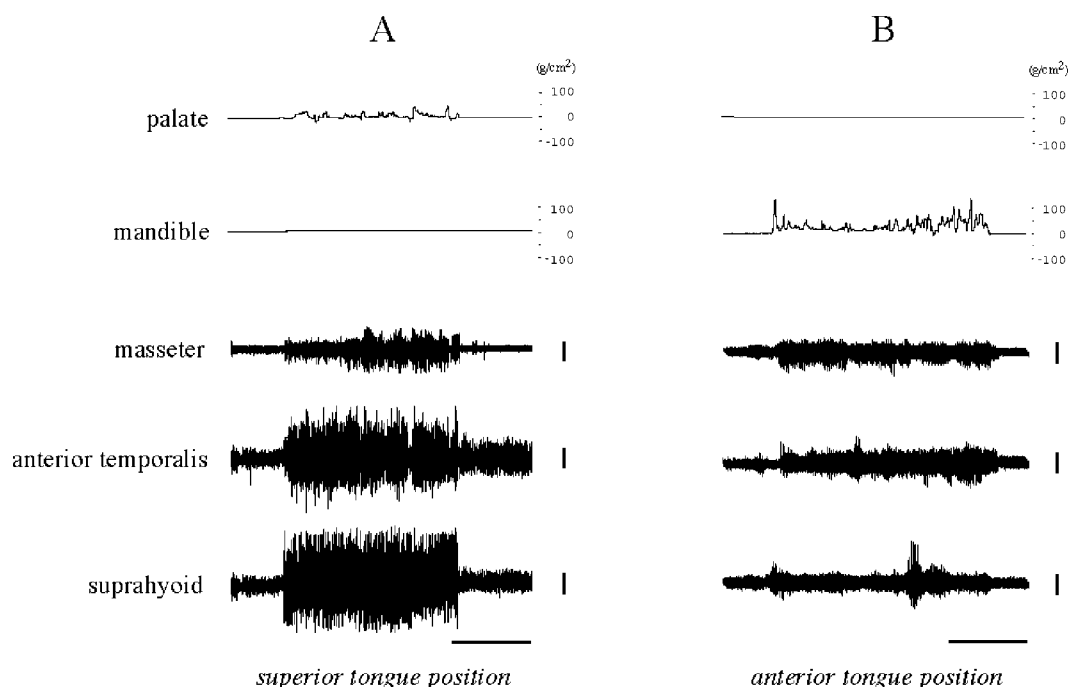 A B
(g/cm²) (g/cm²)
100 100
palate 0 0
-100 -100
100 100
mandible 0 0
-100 -100
masseter
anterior temporalis
suprahyoid
superior tongue position anterior tongue position